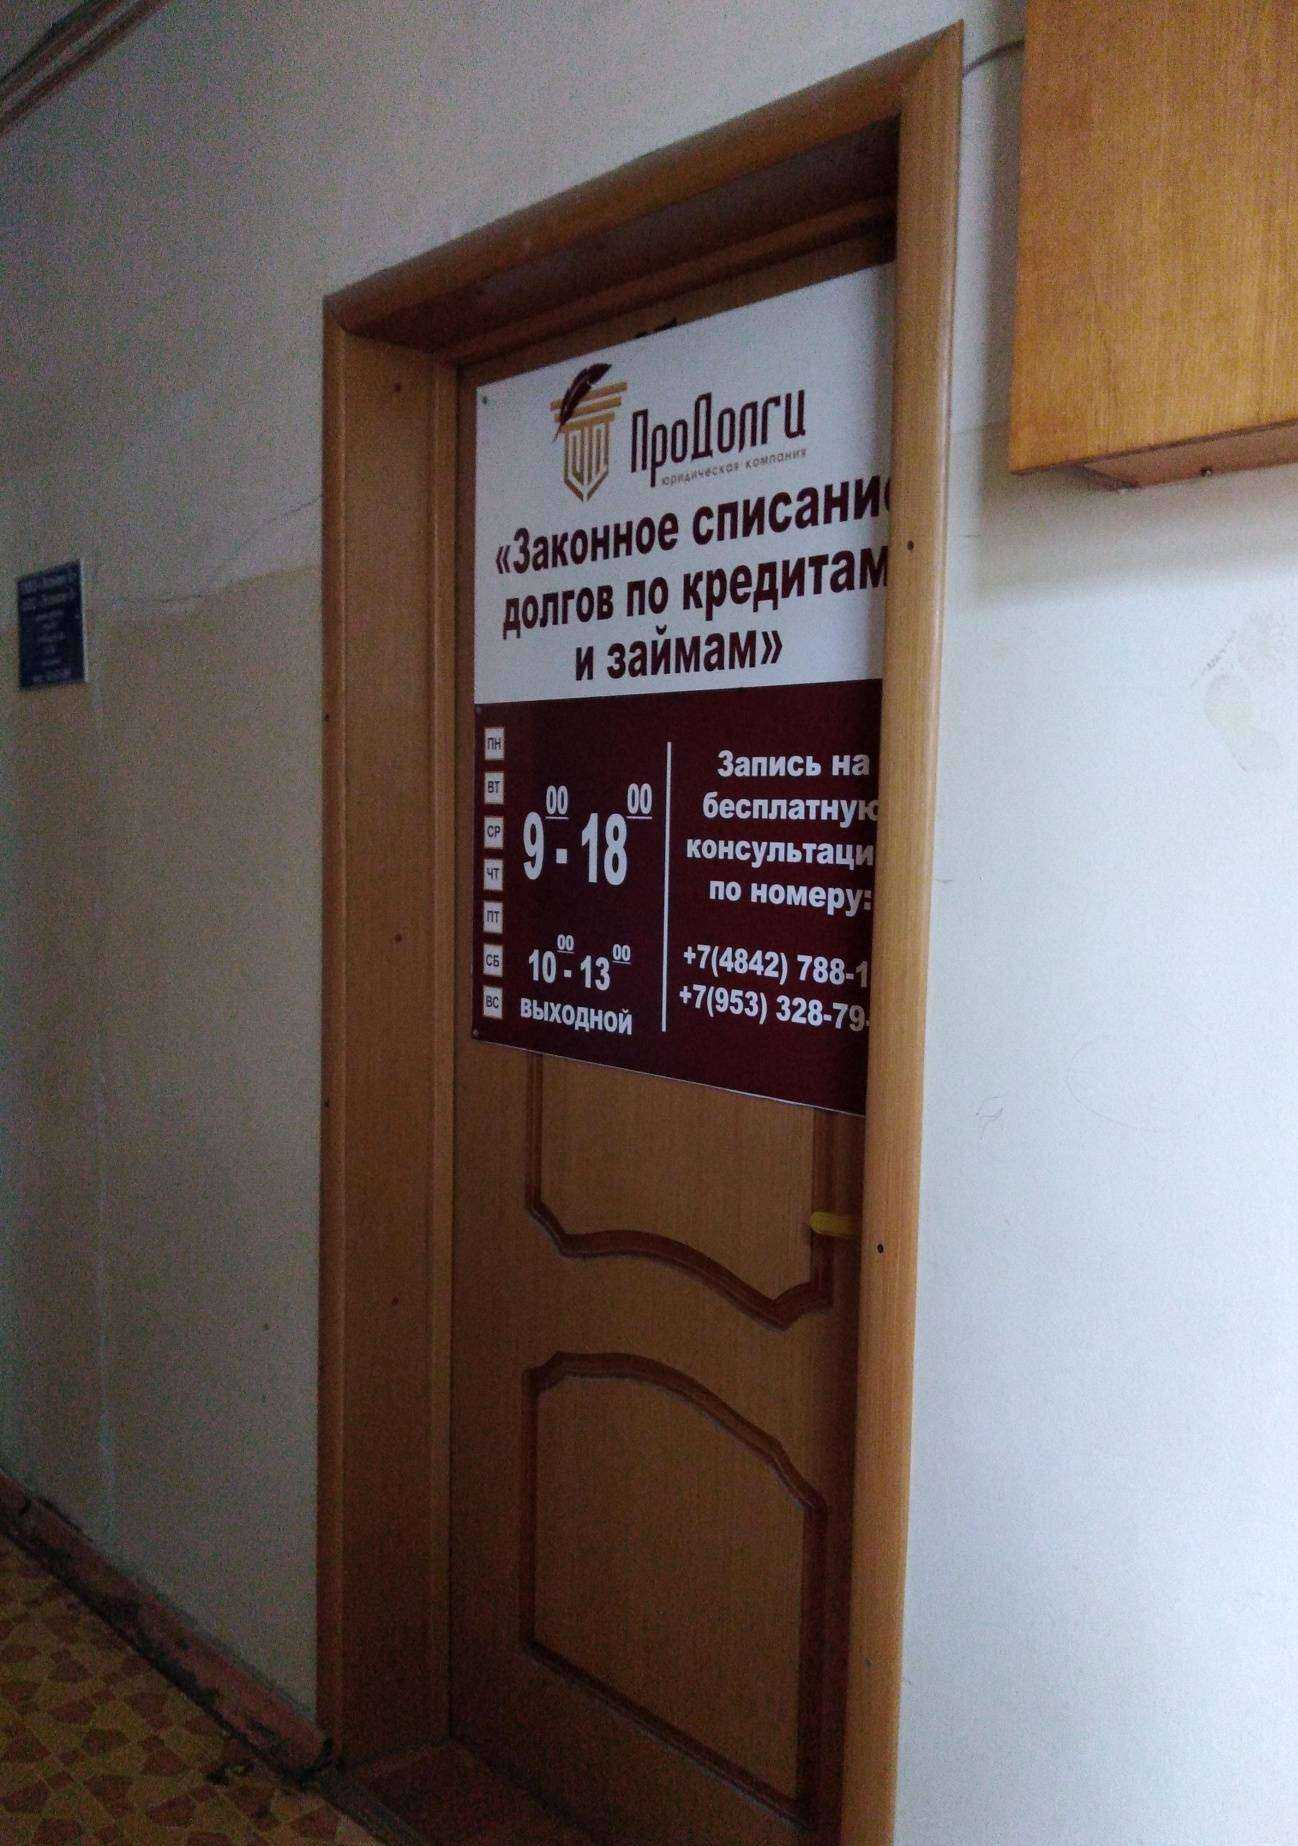 ПроДолги
юридическая компания
«Законное списание
долгов по кредитам
и займам»
ПН
ВТ
СР
ЧТ
ПТ
СБ
ВС
9 00 - 18 00
10 00 - 13 00
ВЫХОДНОЙ
Запись на
бесплатную
консультаци
по номеру:
+7(4842) 788-1
+7(953) 328-79-